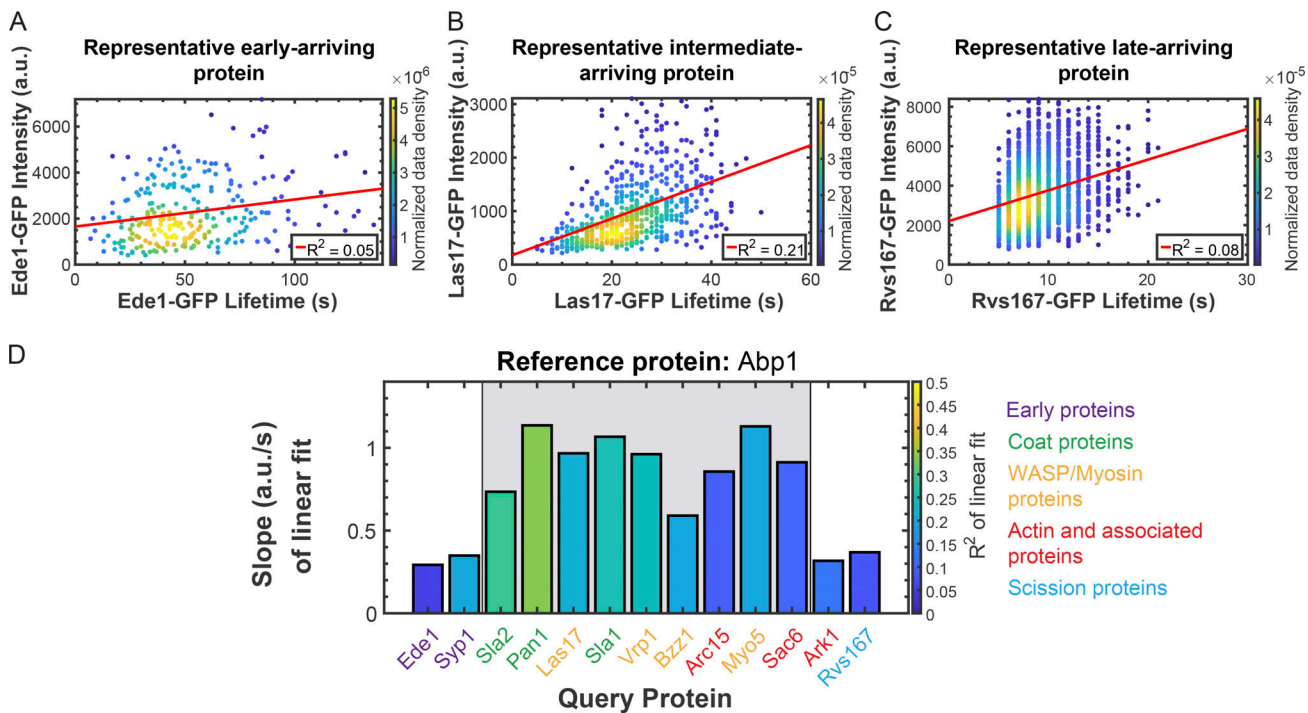 A
Representative early-arriving
protein
Ede1-GFP Intensity (a.u.)
6000
4000
2000
0
0
50
100
Ede1-GFP Lifetime (s)
R² = 0.05
×10⁶
5
4
3
2
1
Normalized data density
B
Representative intermediate-
arriving protein
Las17-GFP Intensity (a.u.)
3000
2000
1000
0
0
20
40
60
Las17-GFP Lifetime (s)
R² = 0.21
×10⁻⁵
4
3
2
1
Normalized data density
C
Representative late-arriving
protein
Rvs167-GFP Intensity (a.u.)
8000
6000
4000
2000
0
0
10
20
30
Rvs167-GFP Lifetime (s)
R² = 0.08
×10⁻⁵
4
3
2
1
Normalized data density
D
Reference protein: Abp1
Slope (a.u./s)
of linear fit
1
0.5
0
Ede1
Syp1
Sla2
Pan1
Las17
Sla1
Vrp1
Bzz1
Arc15
Myo5
Sac6
Ark1
Rvs167
Query Protein
0.5
0.45
0.4
0.35
0.3
0.25
0.2
0.15
0.1
0.05
0
R² of linear fit
Early proteins
Coat proteins
WASP/Myosin
proteins
Actin and associated
proteins
Scission proteins